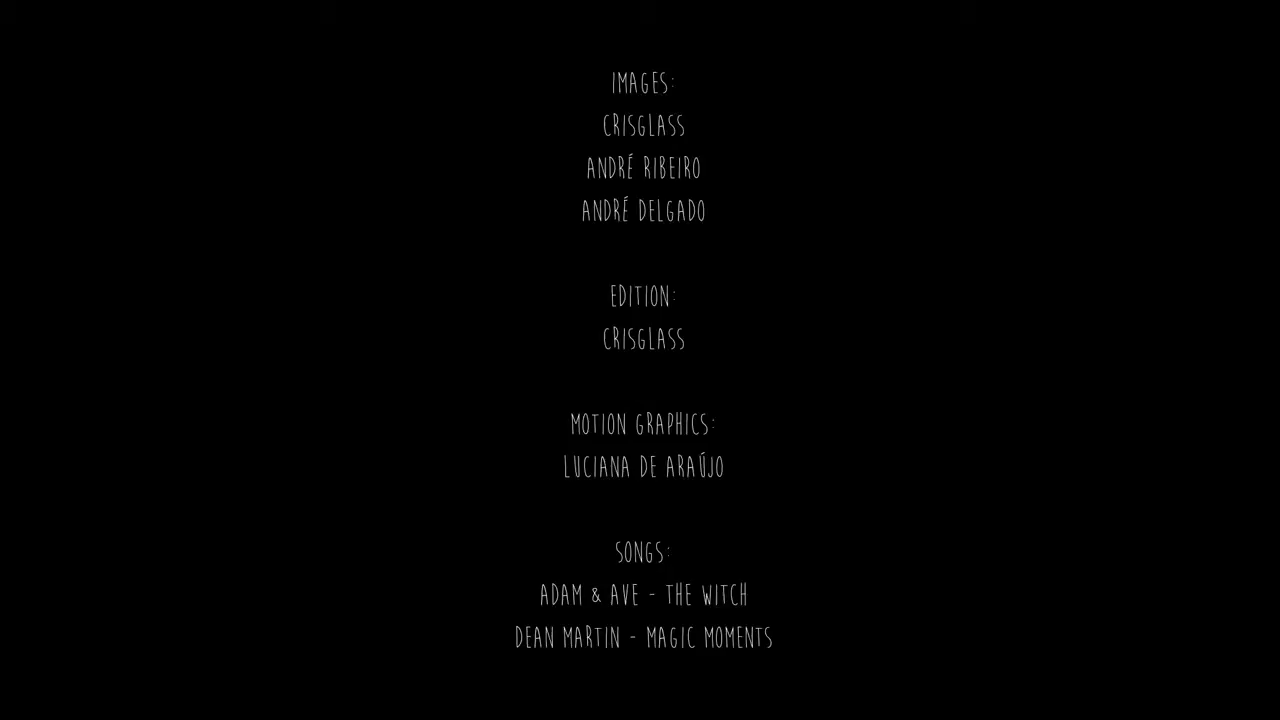 IMAGES:
CRISGLASS
ANDRÉ RIBEIRO
ANDRÉ DELGADO
EDITION:
CRISGLASS
MOTION GRAPHICS:
LUCIANA DE ARAÚJO
SONGS:
ADAM & AVE - THE WITCH
DEAN MARTIN - MAGIC MOMENTS